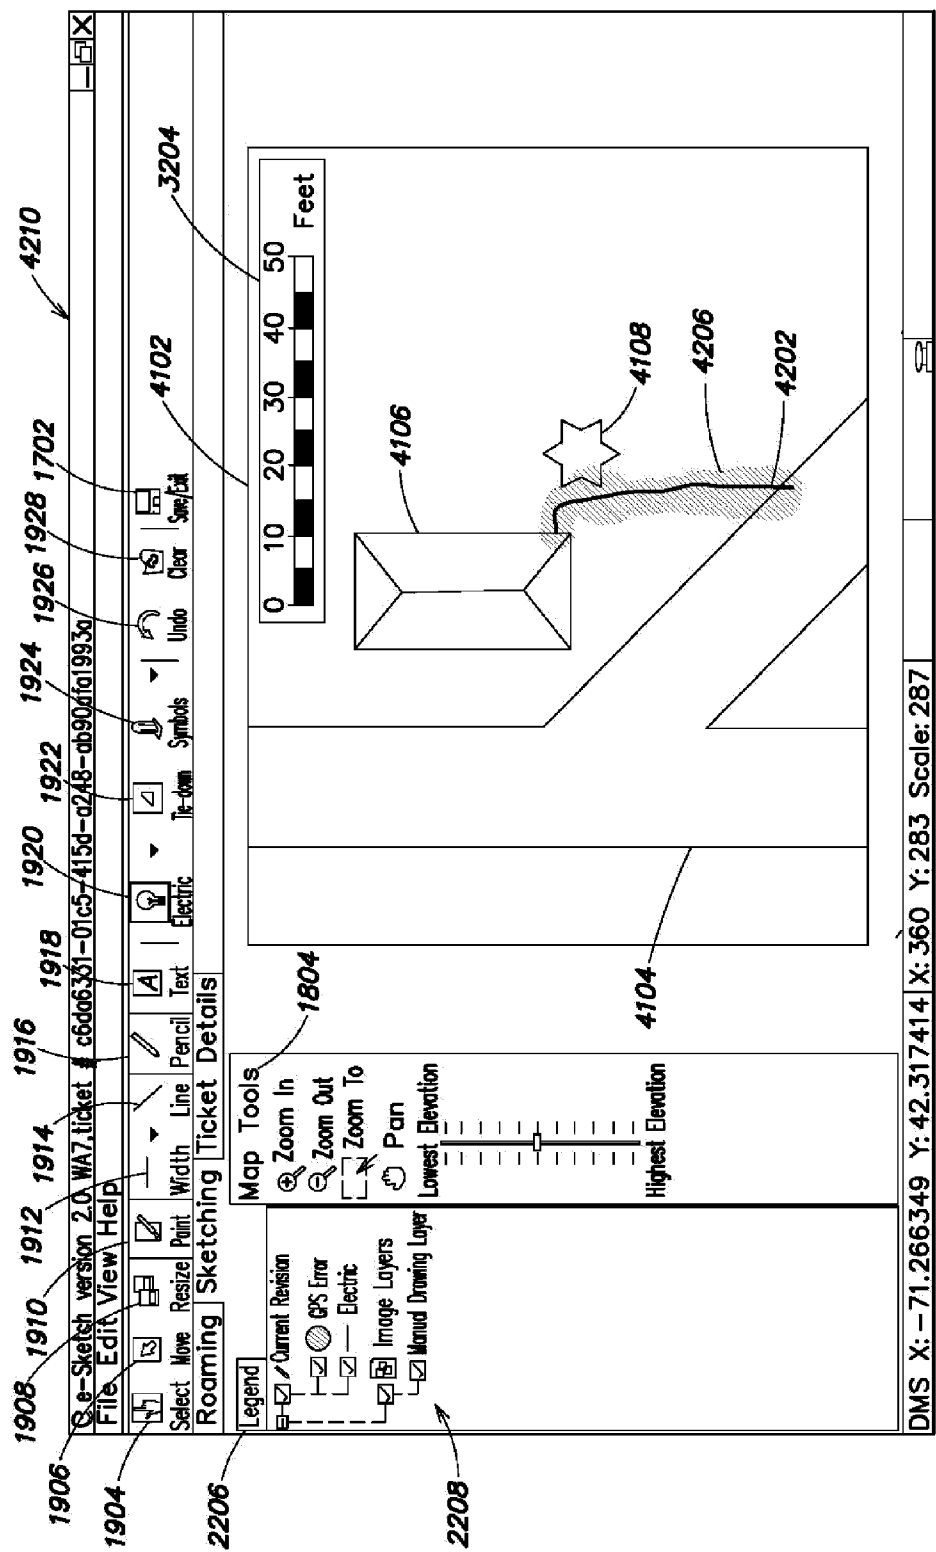 4210
e-Sketch version 2.0 WA7,ticket # c6da6331-01c5-415d-a248-ab90dfa1993a
File Edit View Help
1904
1906
1908
1910
1912
1914
1916
1918
1920
1922
1924
1926
1928
1702
Select Move Resize Paint Width Line Pencil Text Electric Tie-down Symbols Undo Clear Save/Exit
Roaming Sketching Ticket Details
2206
Legend
Current Revision
GPS Error
Electric
Image Layers
Manual Drawing Layer
2208
Map Tools
1804
Zoom In
Zoom Out
Zoom To
Pan
Lowest Elevation
Highest Elevation
4102
3204
0 10 20 30 40 50
Feet
4106
4108
4206
4202
4104
DMS X: -71.266349 Y: 42.317414 X: 360 Y: 283 Scale: 287